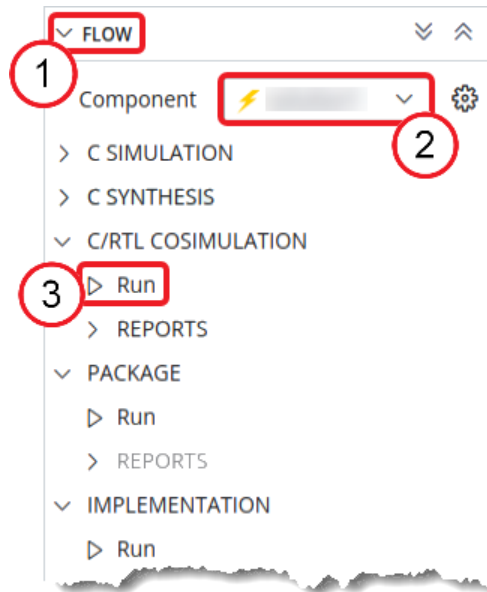 FLOW
1
Component
2
C SIMULATION
C SYNTHESIS
C/RTL COSIMULATION
3
Run
REPORTS
PACKAGE
Run
REPORTS
IMPLEMENTATION
Run